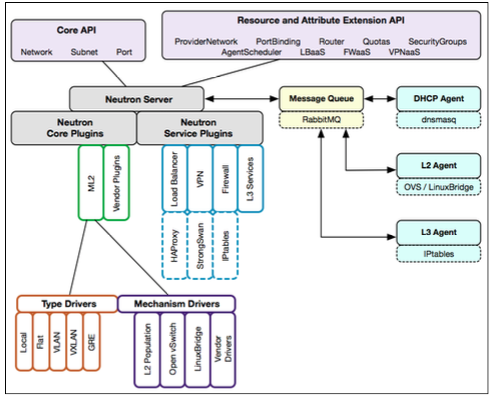 Core API
Network Subnet Port
Resource and Attribute Extension API
ProviderNetwork PortBinding Router Quotas SecurityGroups
AgentScheduler LBaaS FWaaS VPNaaS
Neutron Server
Message Queue
RabbitMQ
DHCP Agent
dnsmasq
Neutron
Core Plugins
Neutron
Service Plugins
ML2
Vendor Plugins
Load Balancer
VPN
Firewall
L3 Services
L2 Agent
OVS / LinuxBridge
HAProxy
StrongSwan
IPtables
L3 Agent
IPtables
Type Drivers
Local
Flat
VLAN
VXLAN
GRE
Mechanism Drivers
L2 Population
Open vSwitch
LinuxBridge
Vendor
Drivers